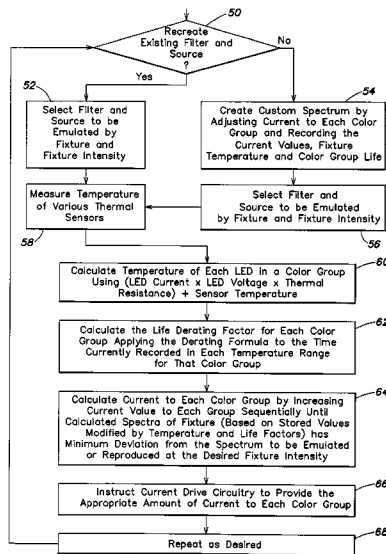 50
Recreate
Existing Filter and
Source
?
No
Yes
52
54
Select Filter and
Source to be
Emulated by
Fixture and
Fixture Intensity
Create Custom Spectrum by
Adjusting Current to Each Color
Group and Recording the
Current Values, Fixture
Temperature and Color Group Life
Measure Temperature
of Various Thermal
Sensors
58
Select Filter and
Source to be Emulated
by Fixture and Fixture Intensity
56
60
Calculate Temperature of Each LED in a Color Group
Using (LED Current x LED Voltage x Thermal
Resistance) + Sensor Temperature
62
Calculate the Life Derating Factor for Each Color
Group Applying the Derating Formula to the Time
Currently Recorded in Each Temperature Range
for That Color Group
64
Calculate Current to Each Color Group by Increasing
Current Value to Each Group Sequentially Until
Calculated Spectra of Fixture (Based on Stored Values
Modified by Temperature and Life Factors) has
Minimum Deviation from the Spectrum to be Emulated
or Reproduced at the Desired Fixture Intensity
66
Instruct Current Drive Circuitry to Provide the
Appropriate Amount of Current to Each Color Group
68
Repeat as Desired